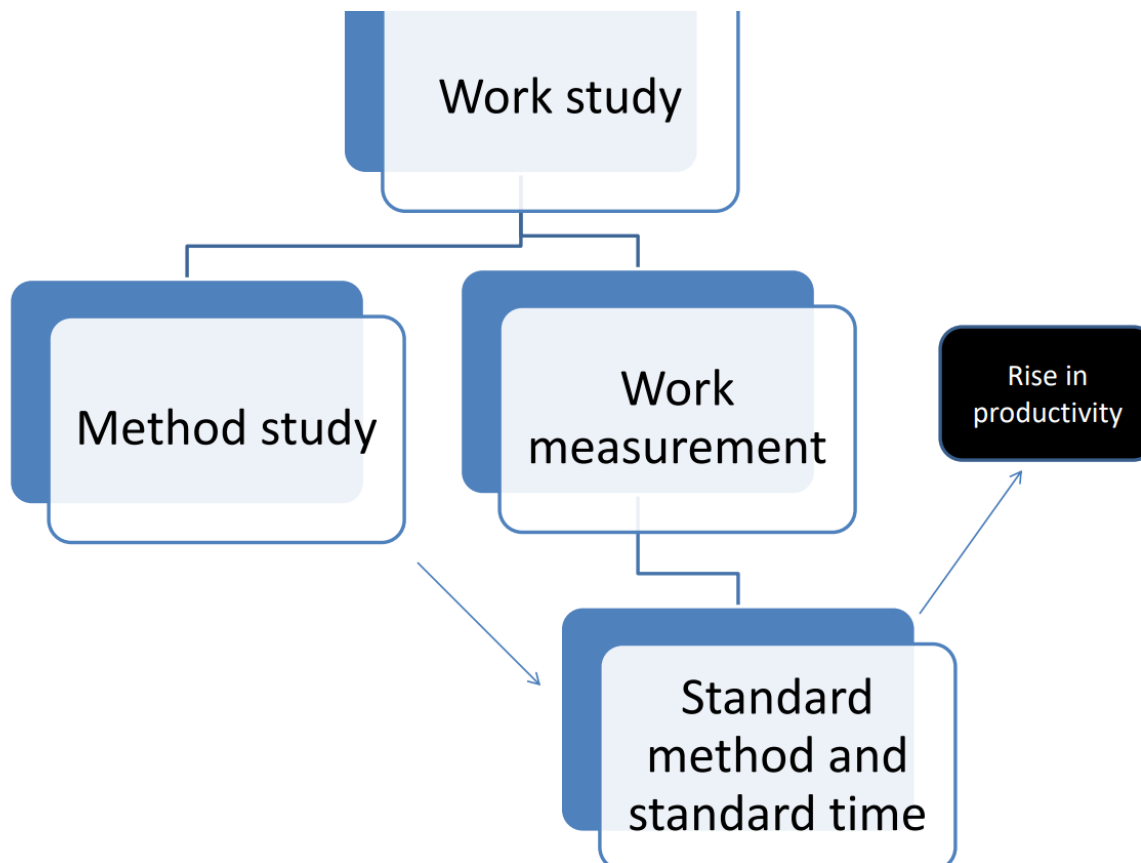 Work study
Method study
Work
measurement
Rise in
productivity
Standard
method and
standard time